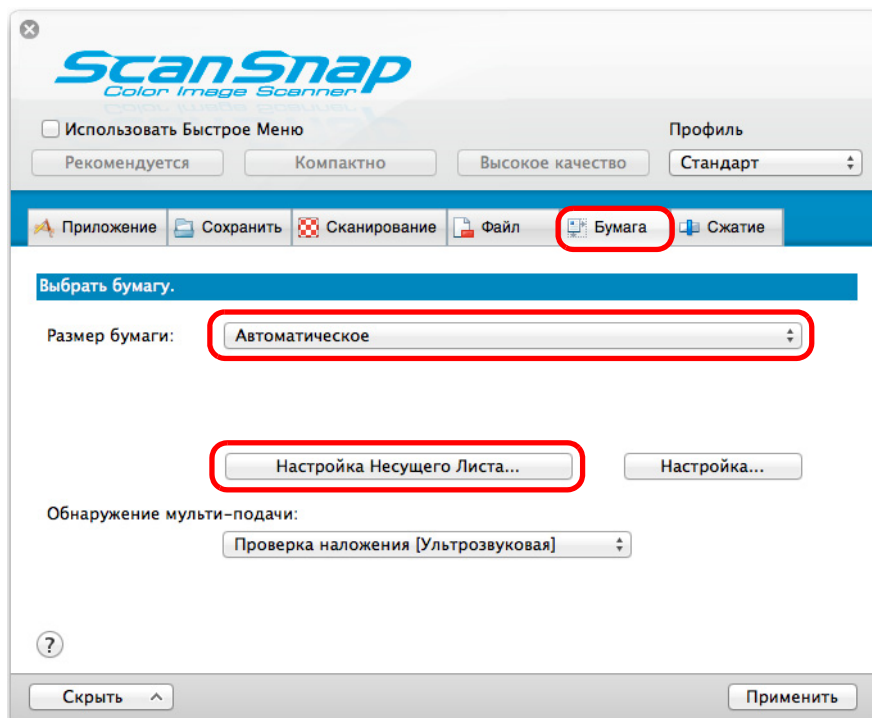 ScanSnap
Color Image Scanner
Использовать Быстрое Меню
Профиль
Рекомендуется Компактно Высокое качество Стандарт
Приложение Сохранить Сканирование Файл Бумага Сжатие
Выбрать бумагу.
Размер бумаги: Автоматическое
Настройка Несущего Листа... Настройка...
Обнаружение мульти-подачи:
Проверка наложения [Ультрозвуковая]
?
Скрыть Применить